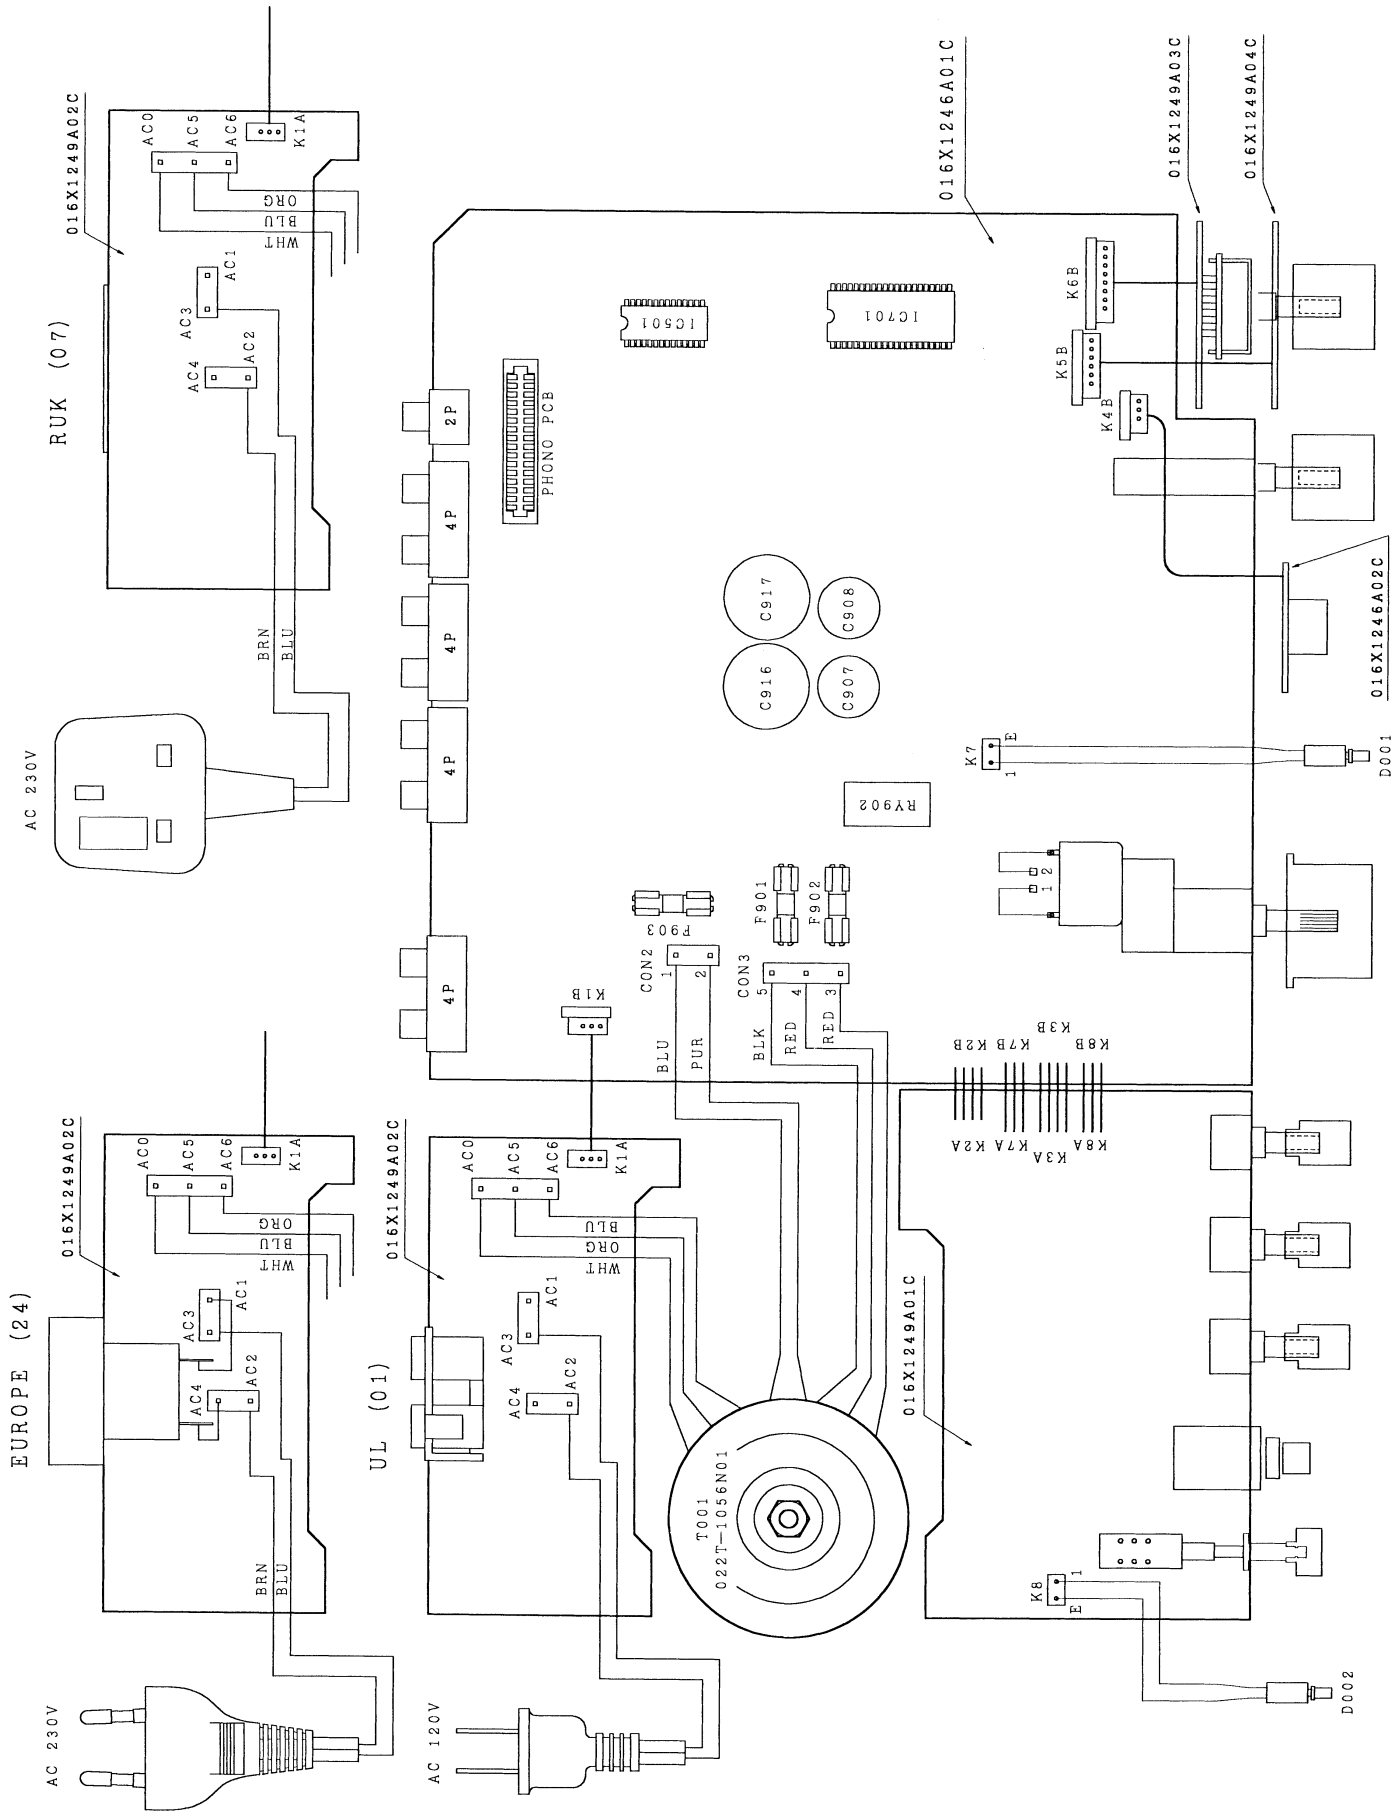 RUK (07)
AC 230V
016X1249A02C
AC0
AC5
AC6
K1A
ORG
BLU
WHT
AC1
AC3
AC2
AC4
BRN
BLU
EUROPE (24)
AC 230V
016X1249A02C
AC0
AC5
AC6
K1A
ORG
BLU
WHT
AC1
AC3
AC2
AC4
BRN
BLU
UL (01)
AC 120V
016X1249A02C
AC0
AC5
AC6
K1A
BLU
ORG
WHT
AC1
AC3
AC2
AC4
016X1246A01C
2P
4P
4P
4P
4P
PHONO PCB
IC501
IC701
C917
C908
C916
C907
RY902
F903
F901
F902
CON2
1
2
BLU
PUR
CON3
5
4
3
BLK
RED
RED
K1B
K6B
K5B
K4B
016X1249A03C
016X1249A04C
016X1246A02C
K7
1
E
D001
1 2
K2B
K7B
K3B
K8B
K2A
K7A
K3A
K8A
T001
022T-1056N01
016X1249A01C
K8
E
1
D002